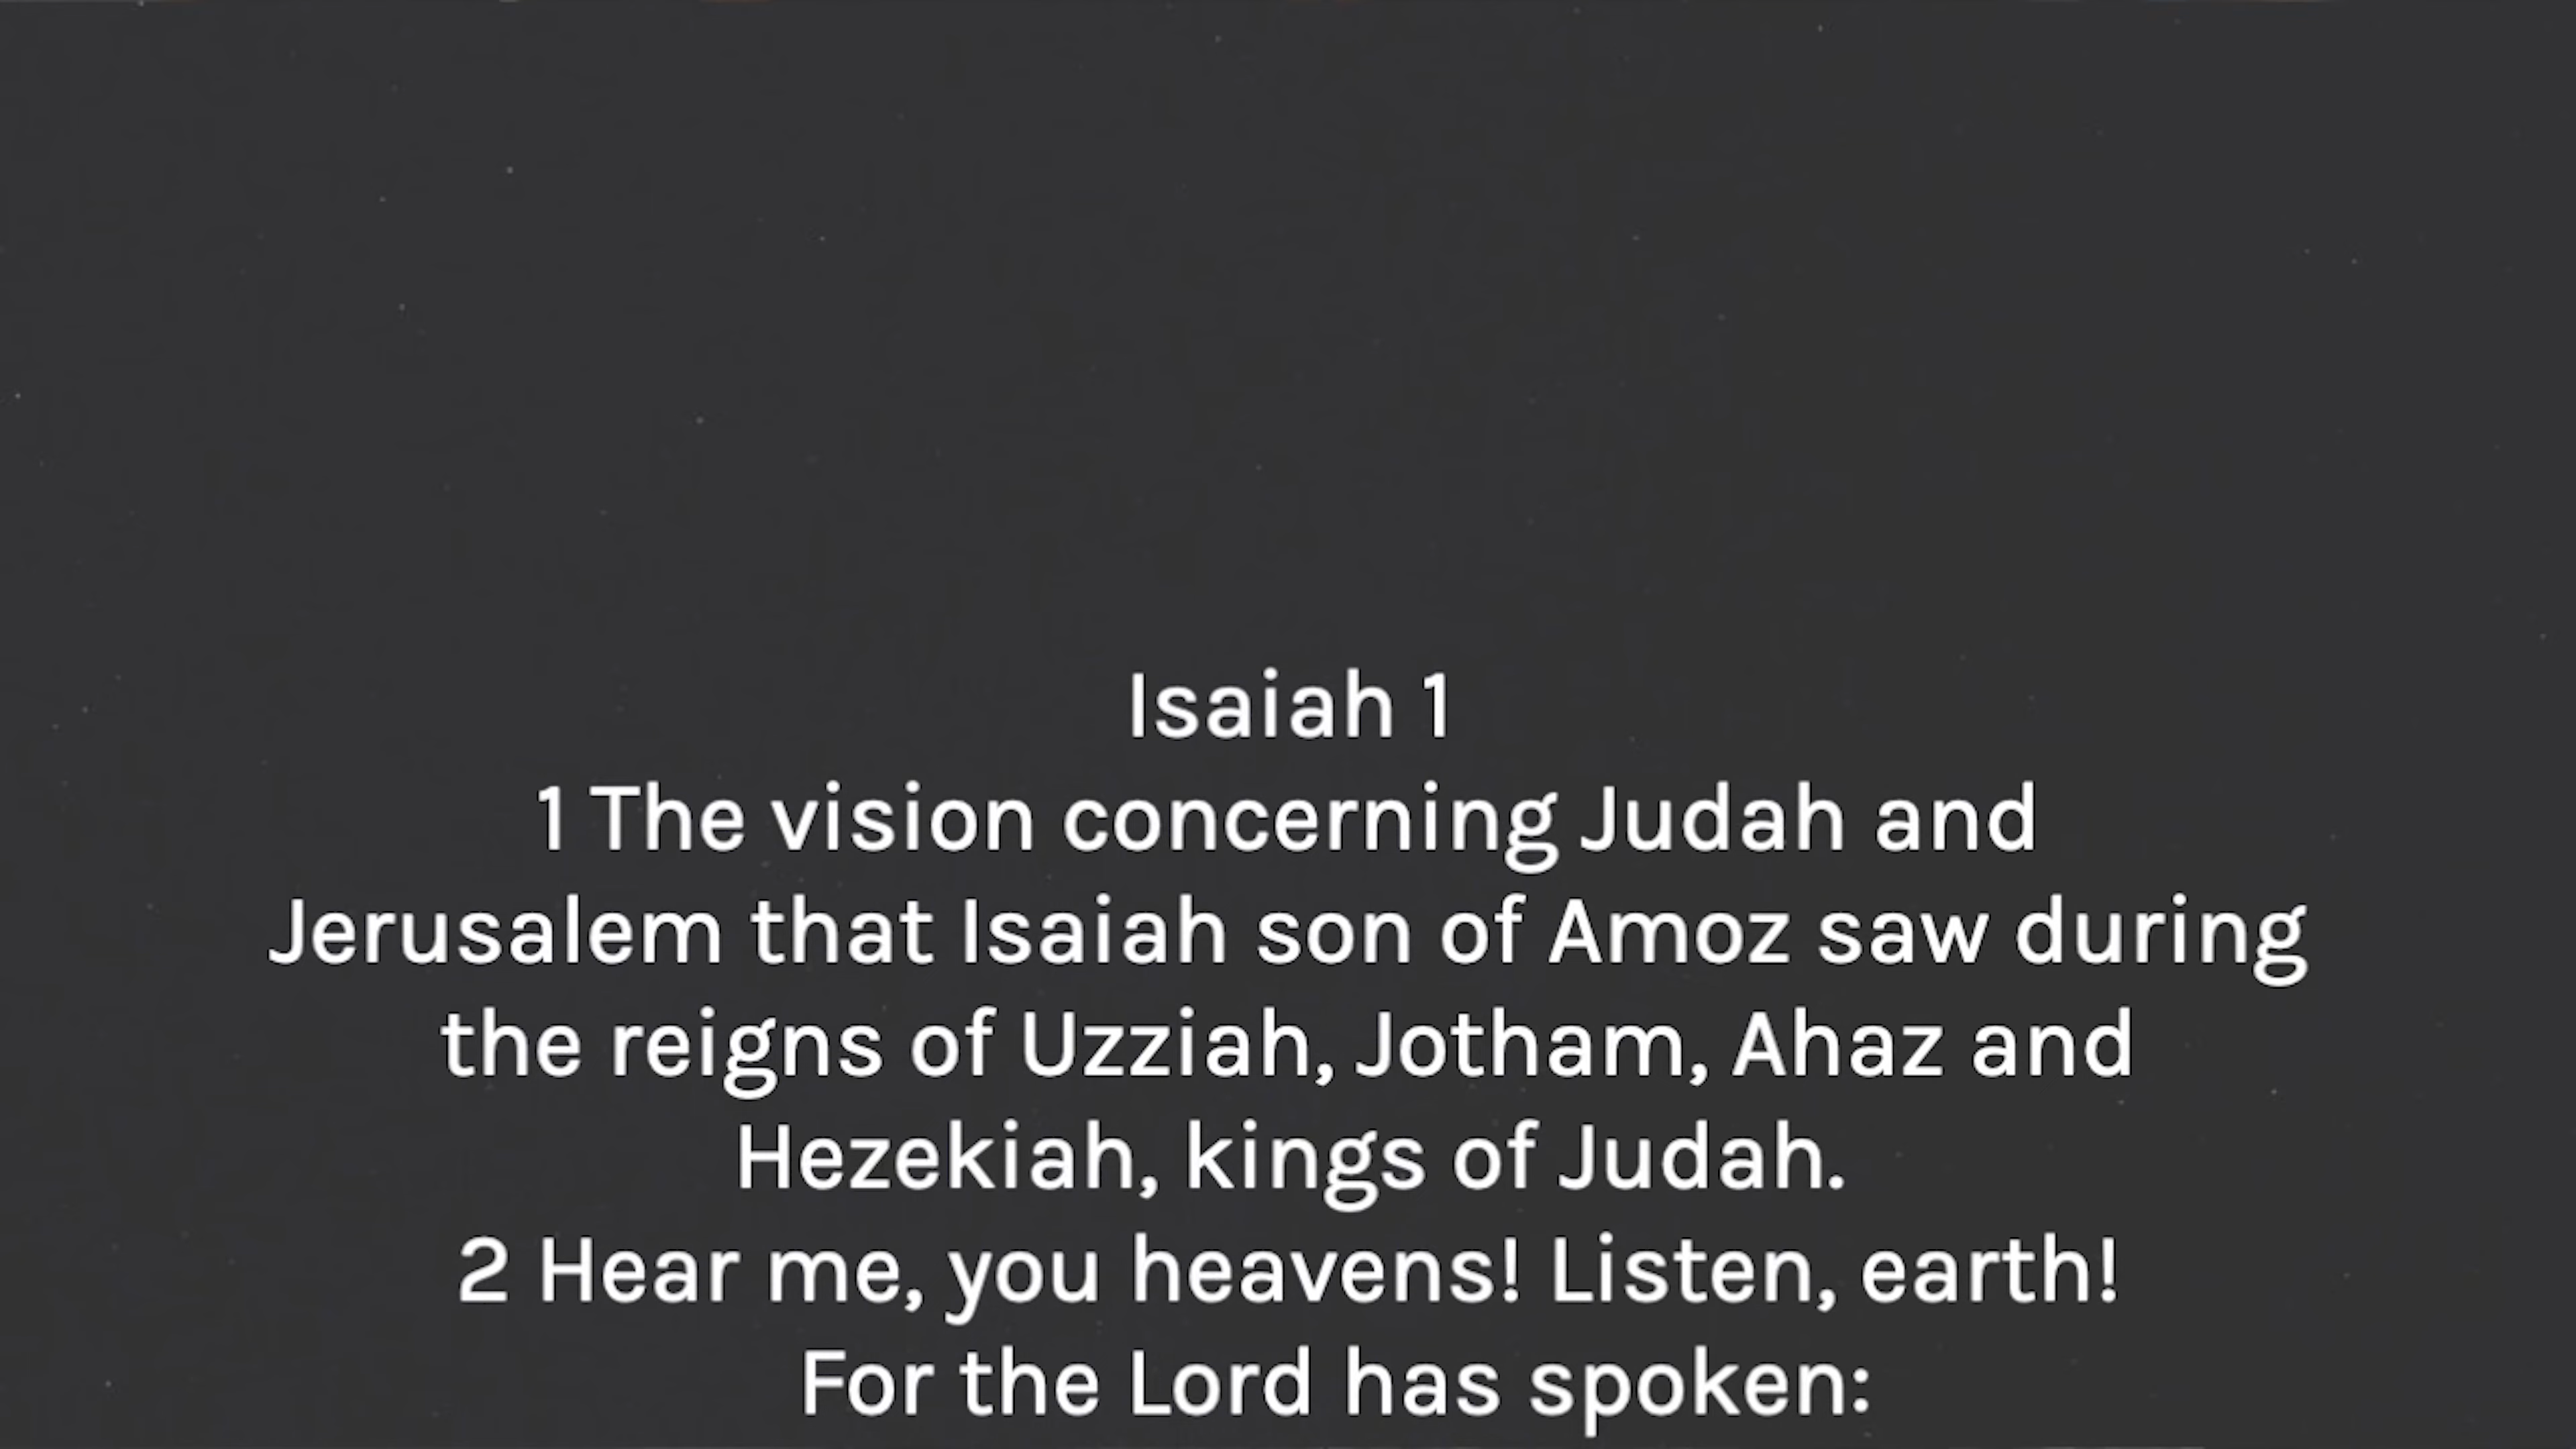 Isaiah 1
1 The vision concerning Judah and
Jerusalem that Isaiah son of Amoz saw during
the reigns of Uzziah, Jotham, Ahaz and
Hezekiah, kings of Judah.
2 Hear me, you heavens! Listen, earth!
For the Lord has spoken: